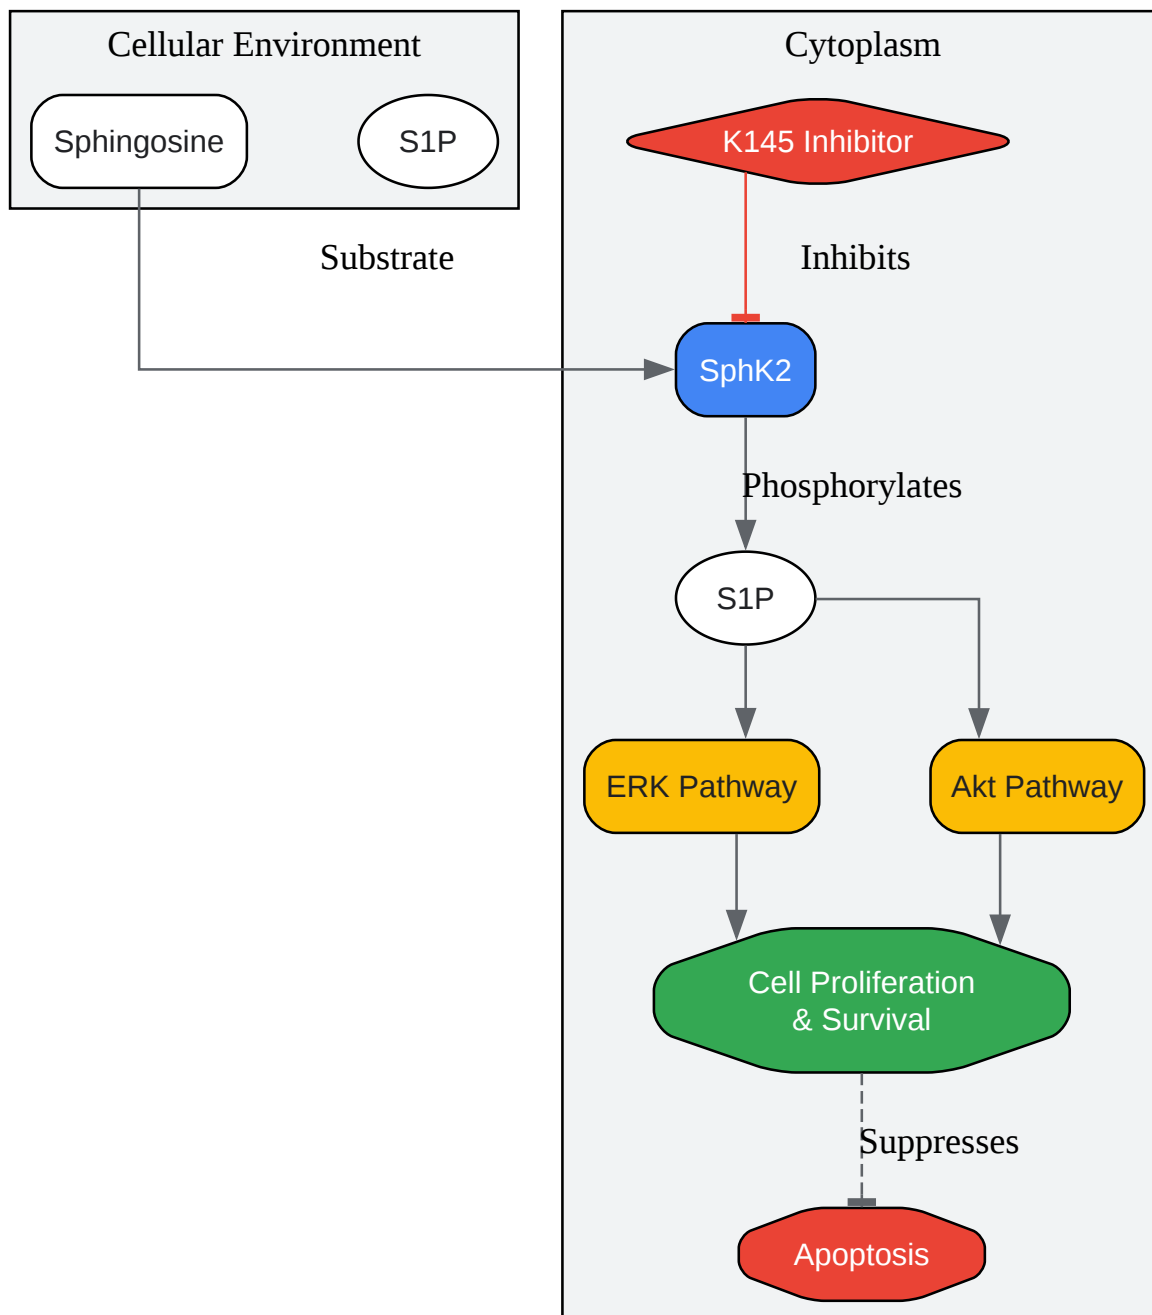 Cellular Environment
Sphingosine
S1P
Substrate
Cytoplasm
K145 Inhibitor
Inhibits
SphK2
Phosphorylates
S1P
ERK Pathway
Akt Pathway
Cell Proliferation
& Survival
Suppresses
Apoptosis